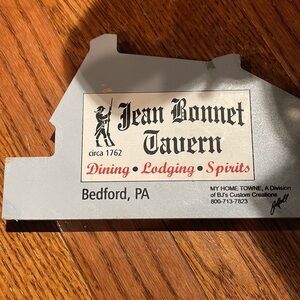 Jean Bonnet
Tavern
circa 1762
Dining • Lodging • Spirits
Bedford, PA
MY HOME TOWNE, A Division
of BJ's Custom Creations
800-713-7823